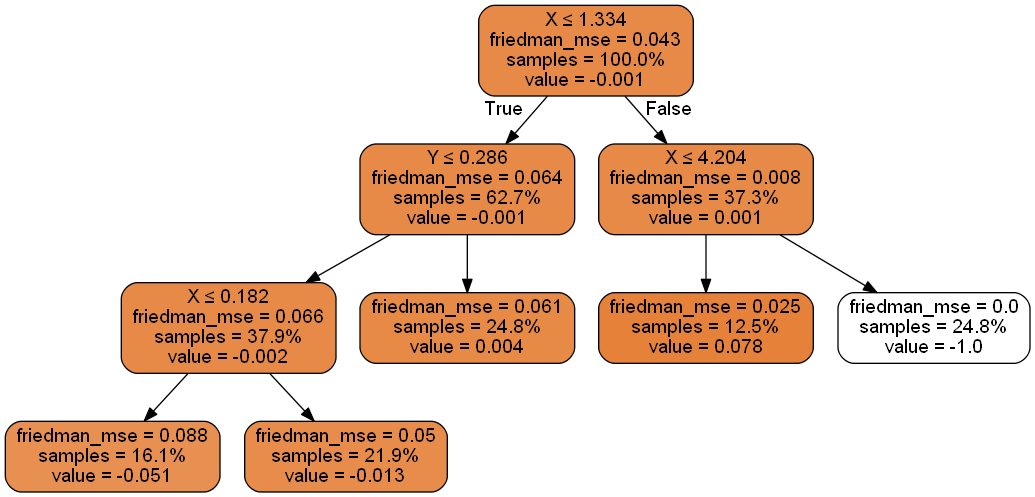 X ≤ 1.334
friedman_mse = 0.043
samples = 100.0%
value = -0.001
True
False
Y ≤ 0.286
friedman_mse = 0.064
samples = 62.7%
value = -0.001
X ≤ 4.204
friedman_mse = 0.008
samples = 37.3%
value = 0.001
X ≤ 0.182
friedman_mse = 0.066
samples = 37.9%
value = -0.002
friedman_mse = 0.061
samples = 24.8%
value = 0.004
friedman_mse = 0.025
samples = 12.5%
value = 0.078
friedman_mse = 0.0
samples = 24.8%
value = -1.0
friedman_mse = 0.088
samples = 16.1%
value = -0.051
friedman_mse = 0.05
samples = 21.9%
value = -0.013